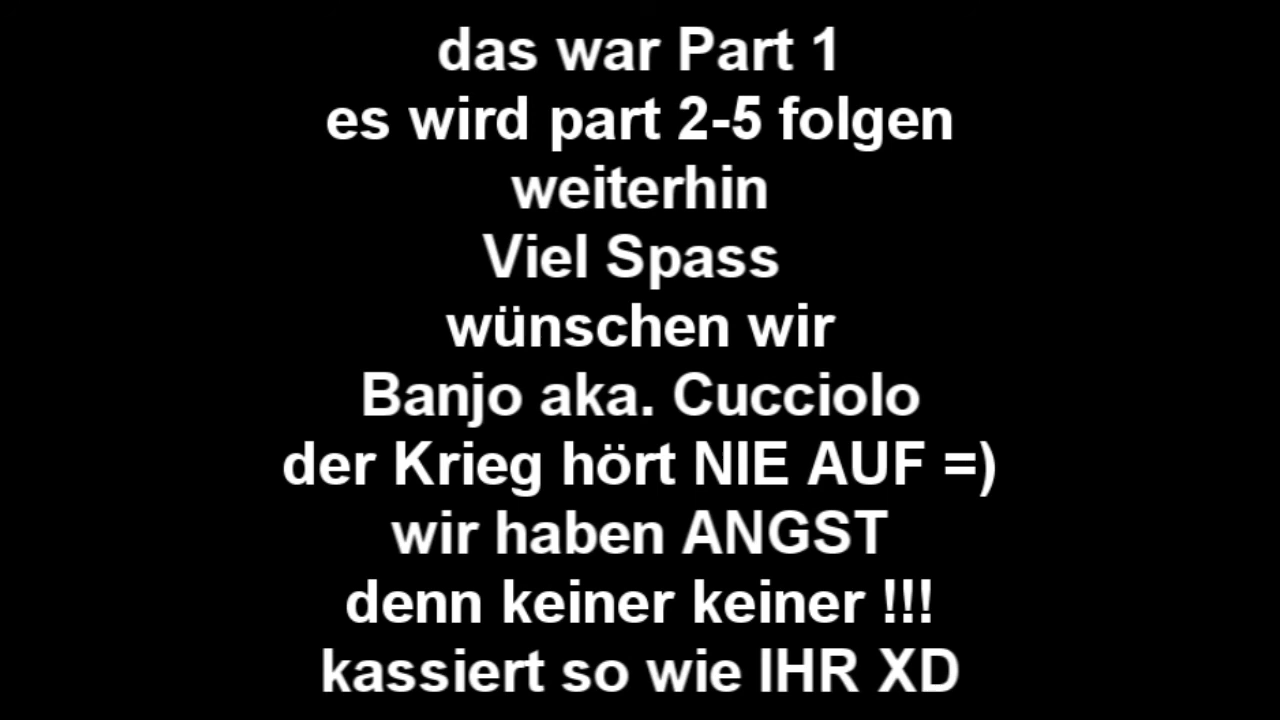 das war Part 1
es wird part 2-5 folgen
weiterhin
Viel Spass
wünschen wir
Banjo aka. Cucciolo
der Krieg hört NIE AUF =)
wir haben ANGST
denn keiner keiner !!!
kassiert so wie IHR XD